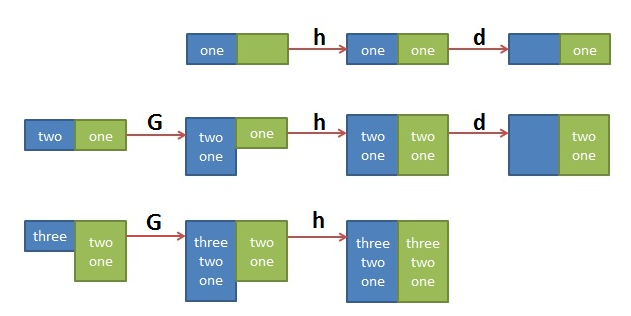 h d
one one one one
G h d
two one two one two two two
one one one one
G h
three two three two three three
one two one two two
one one one